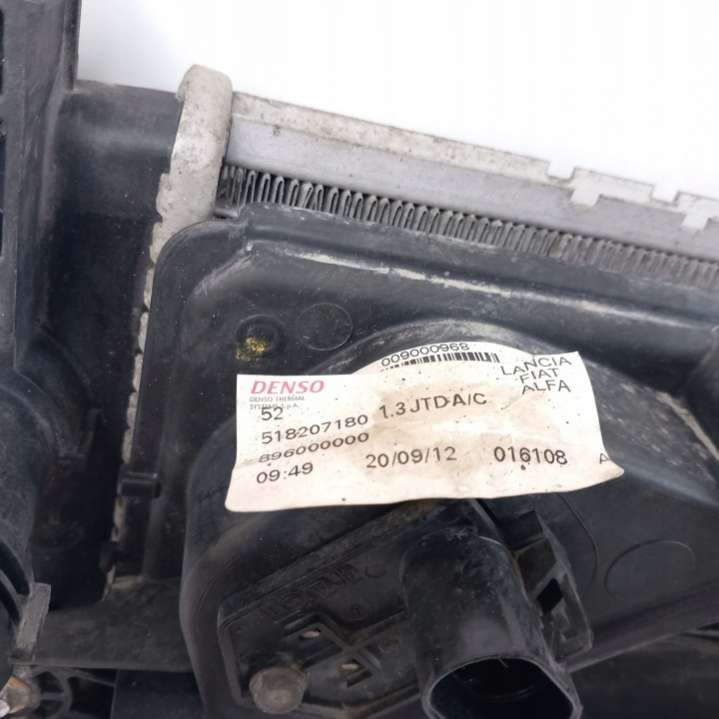 009000968
DENSO
DENSO THERMAL
SYSTEMS S.p.A.
LANCIA
FIAT
ALFA
52
518207180 1.3 JTD A/C
896000000
09:49 20/09/12 016108 A